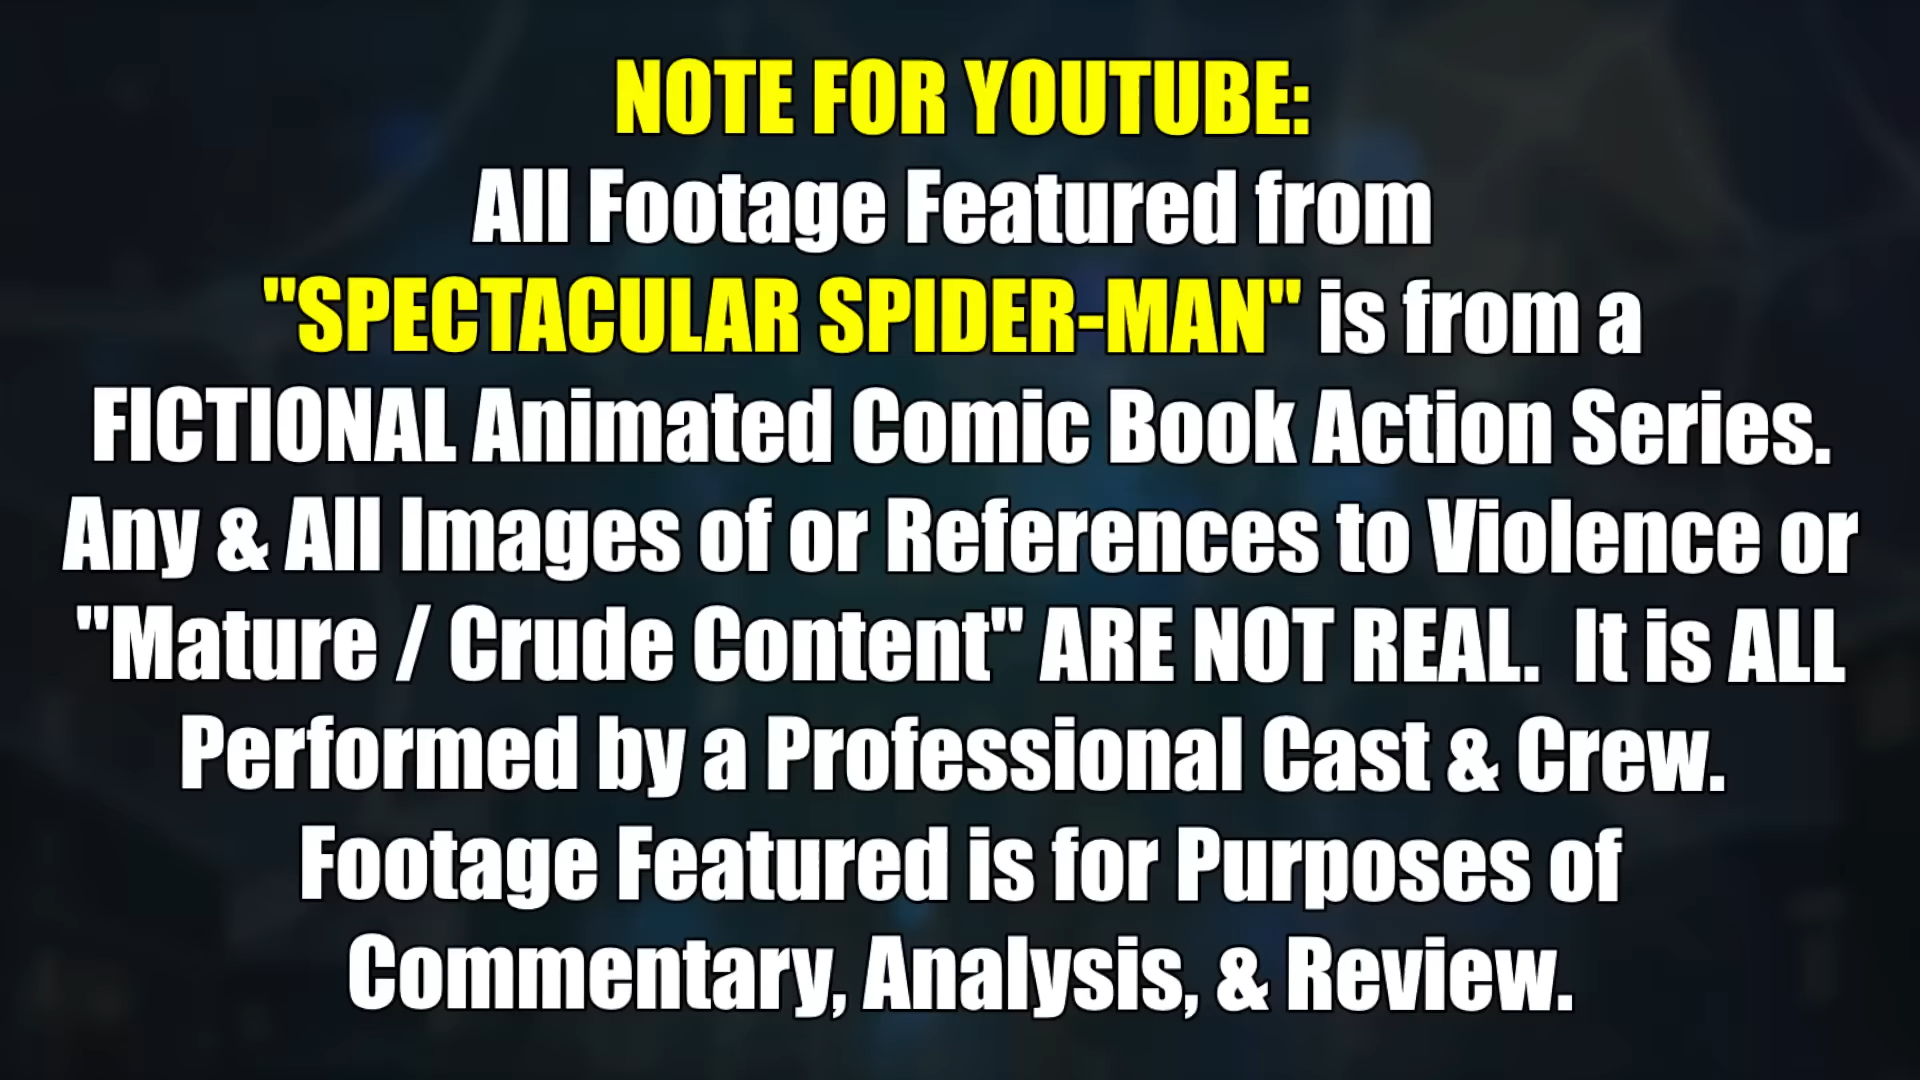 NOTE FOR YOUTUBE:
All Footage Featured from
"SPECTACULAR SPIDER-MAN" is from a
FICTIONAL Animated Comic Book Action Series.
Any & All Images of or References to Violence or
"Mature / Crude Content" ARE NOT REAL. It is ALL
Performed by a Professional Cast & Crew.
Footage Featured is for Purposes of
Commentary, Analysis, & Review.